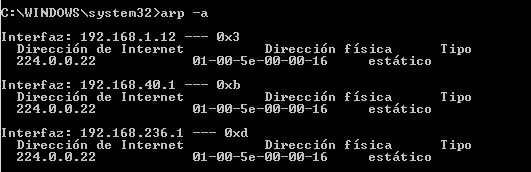 C:\WINDOWS\system32>arp -a
Interfaz: 192.168.1.12 --- 0x3
Dirección de Internet Dirección física Tipo
224.0.0.22 01-00-5e-00-00-16 estático
Interfaz: 192.168.40.1 --- 0xb
Dirección de Internet Dirección física Tipo
224.0.0.22 01-00-5e-00-00-16 estático
Interfaz: 192.168.236.1 --- 0xd
Dirección de Internet Dirección física Tipo
224.0.0.22 01-00-5e-00-00-16 estático